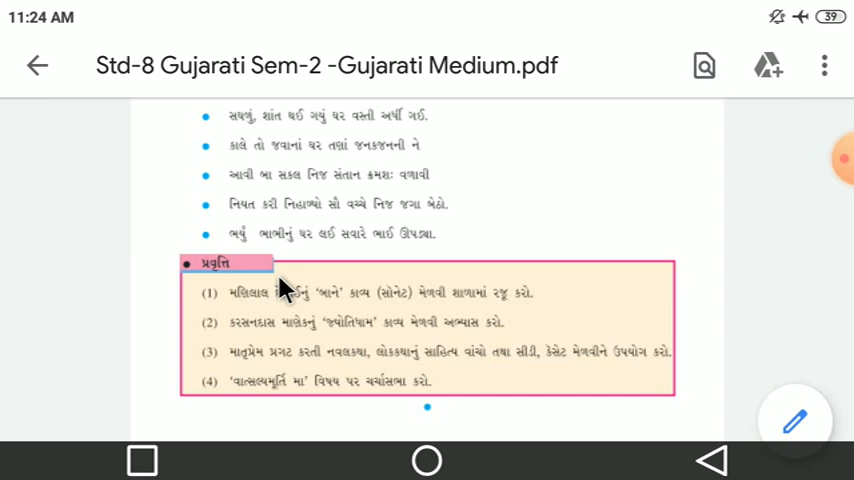 11:24 AM
39
Std-8 Gujarati Sem-2 -Gujarati Medium.pdf
સઘળું, શાંત થઈ ગયું ઘર વસ્તી અર્ધી ગઈ.
કાલે તો જવાનાં ઘર તણાં જનકજનની ને
આવી બા સકલ નિજ સંતાન ક્રમશઃ વળાવી
નિયત કરી નિહાળ્યો સૌ વચ્ચે નિજ જગા બેઠો.
ભર્યું ભાભીનું ઘર લઈ સવારે ભાઈ ઊપડ્યા.
પ્રવૃત્તિ
(1) મણિલાલ 'બાને' કાવ્ય (સૉનેટ) મેળવી શાળામાં રજૂ કરો.
(2) કરસનદાસ માણેકનું 'જ્યોતિધામ' કાવ્ય મેળવી અભ્યાસ કરો.
(3) માતૃપ્રેમ પ્રગટ કરતી નવલકથા, લોકકથાનું સાહિત્ય વાંચો તથા સીડી, કેસેટ મેળવીને ઉપયોગ કરો.
(4) 'વાત્સલ્યમૂર્તિ મા' વિષય પર ચર્ચાસભા કરો.